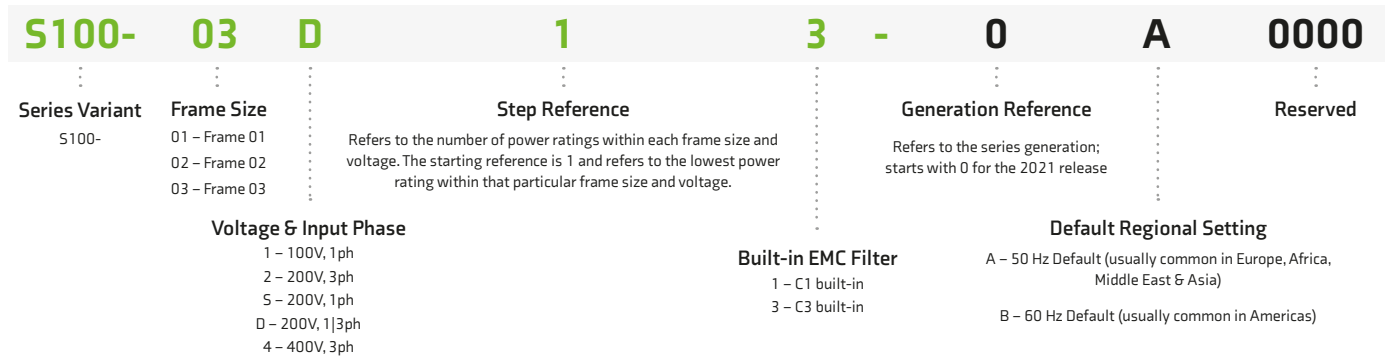 S100- 03 D 1 3 - 0 A 0000
Series Variant
S100-
Frame Size
01 – Frame 01
02 – Frame 02
03 – Frame 03
Voltage & Input Phase
1 – 100V, 1ph
2 – 200V, 3ph
S – 200V, 1ph
D – 200V, 1|3ph
4 – 400V, 3ph
Step Reference
Refers to the number of power ratings within each frame size and
voltage. The starting reference is 1 and refers to the lowest power
rating within that particular frame size and voltage.
Built-in EMC Filter
1 – C1 built-in
3 – C3 built-in
Generation Reference
Refers to the series generation;
starts with 0 for the 2021 release
Default Regional Setting
A – 50 Hz Default (usually common in Europe, Africa,
Middle East & Asia)
B – 60 Hz Default (usually common in Americas)
Reserved